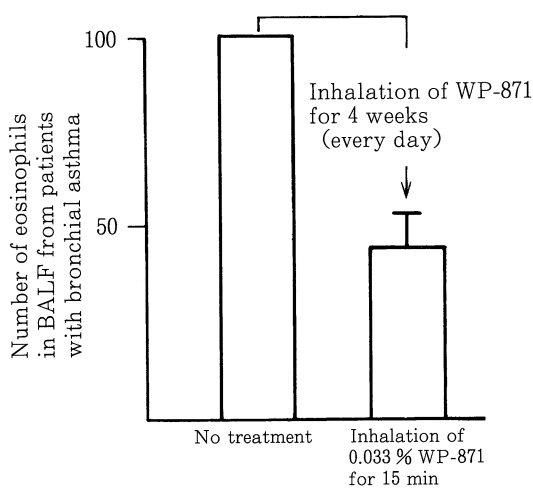 Number of eosinophils
in BALF from patients
with bronchial asthma
100
50
Inhalation of WP-871
for 4 weeks
(every day)
No treatment
Inhalation of
0.033 % WP-871
for 15 min